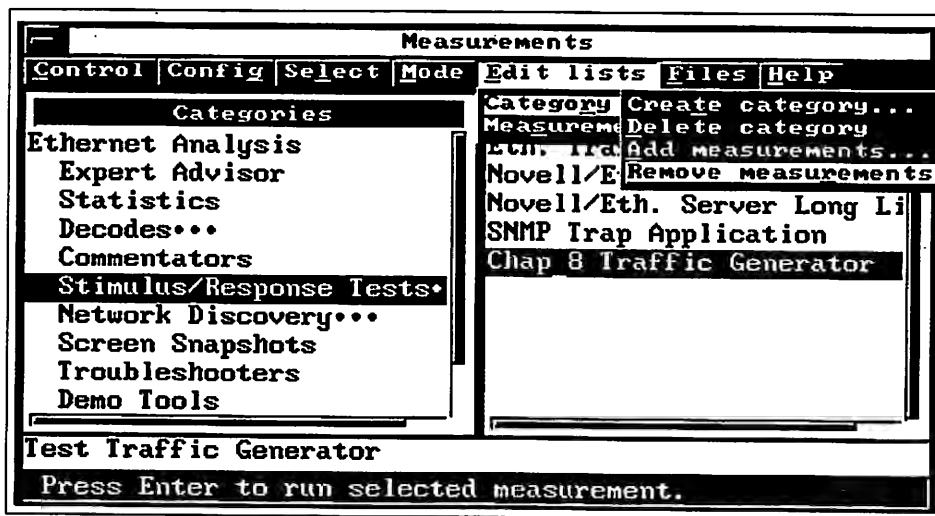 Measurements
Control Config Select Mode Edit lists Files Help
Categories
Ethernet Analysis
Expert Advisor
Statistics
Decodes•••
Commentators
Stimulus/Response Tests•
Network Discovery•••
Screen Snapshots
Troubleshooters
Demo Tools
Category
Measureme
Create category...
Delete category
Add measurements...
Remove measurements
Eth. Tra
Novell/E
Novell/Eth. Server Long Li
SNMP Trap Application
Chap 8 Traffic Generator
Test Traffic Generator
Press Enter to run selected measurement.